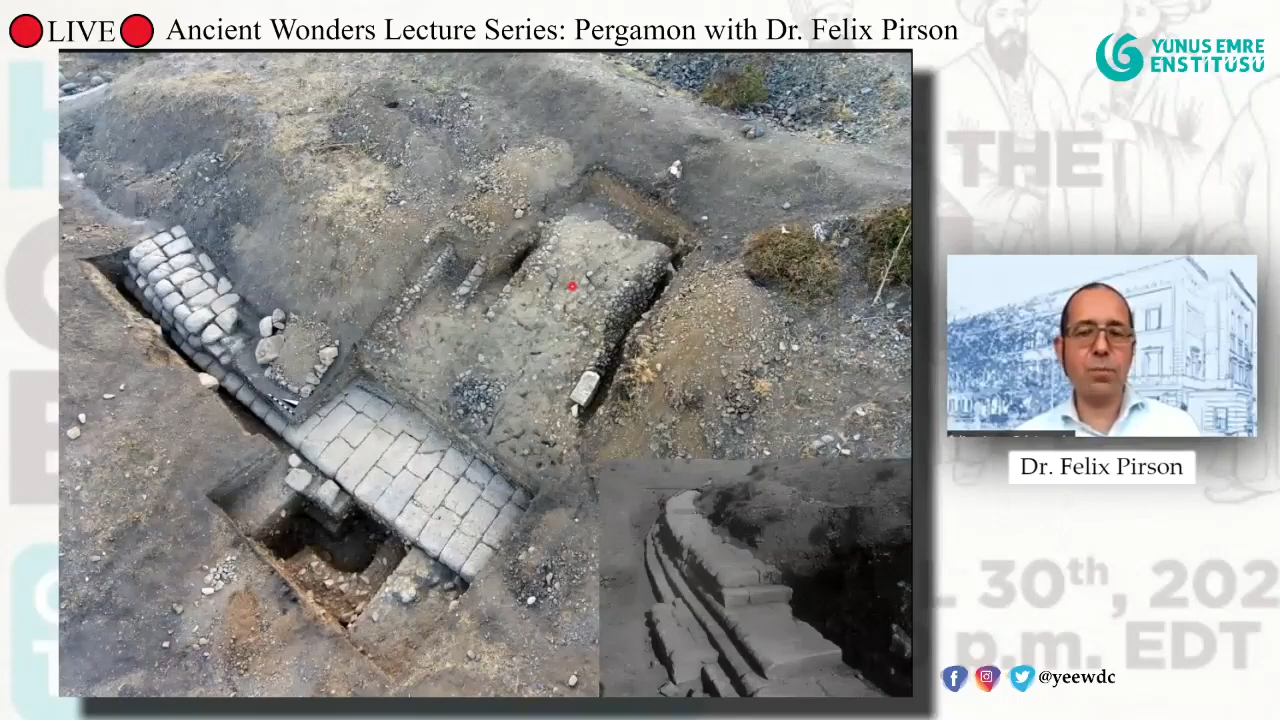 LIVE Ancient Wonders Lecture Series: Pergamon with Dr. Felix Pirson
YUNUS EMRE
ENSTİTÜSÜ
THE
Dr. Felix Pirson
30th, 202
p.m. EDT
@yeewdc